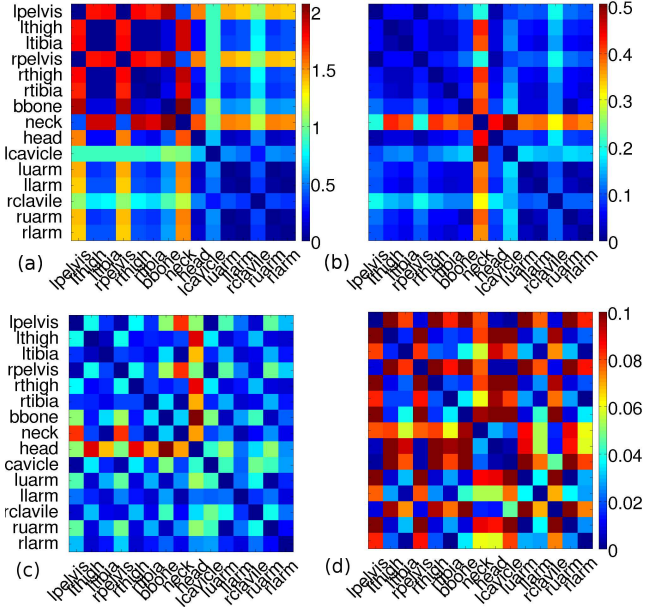 lpelvis
lthigh
ltibia
rpelvis
rthigh
rtibia
bbone
neck
head
lcavicle
luarm
llarm
rclavile
ruarm
rlarm
2
1.5
1
0.5
0
0.5
0.4
0.3
0.2
0.1
0
(a)
lpelvis
lthigh
ltibia
rpelvis
rthigh
rtibia
bbone
neck
head
lcavicle
luarm
llarm
rclavile
ruarm
rlarm
(b)
lpelvis
lthigh
ltibia
rpelvis
rthigh
rtibia
bbone
neck
head
lcavicle
luarm
llarm
rclavile
ruarm
rlarm
lpelvis
lthigh
ltibia
rpelvis
rthigh
rtibia
bbone
neck
head
cavicle
luarm
llarm
rclavile
ruarm
rlarm
0.1
0.08
0.06
0.04
0.02
0
(c)
lpelvis
lthigh
ltibia
rpelvis
rthigh
rtibia
bbone
neck
head
lcavicle
luarm
llarm
rclavile
ruarm
rlarm
(d)
lpelvis
lthigh
ltibia
rpelvis
rthigh
rtibia
bbone
neck
head
lcavicle
luarm
llarm
rclavile
ruarm
rlarm